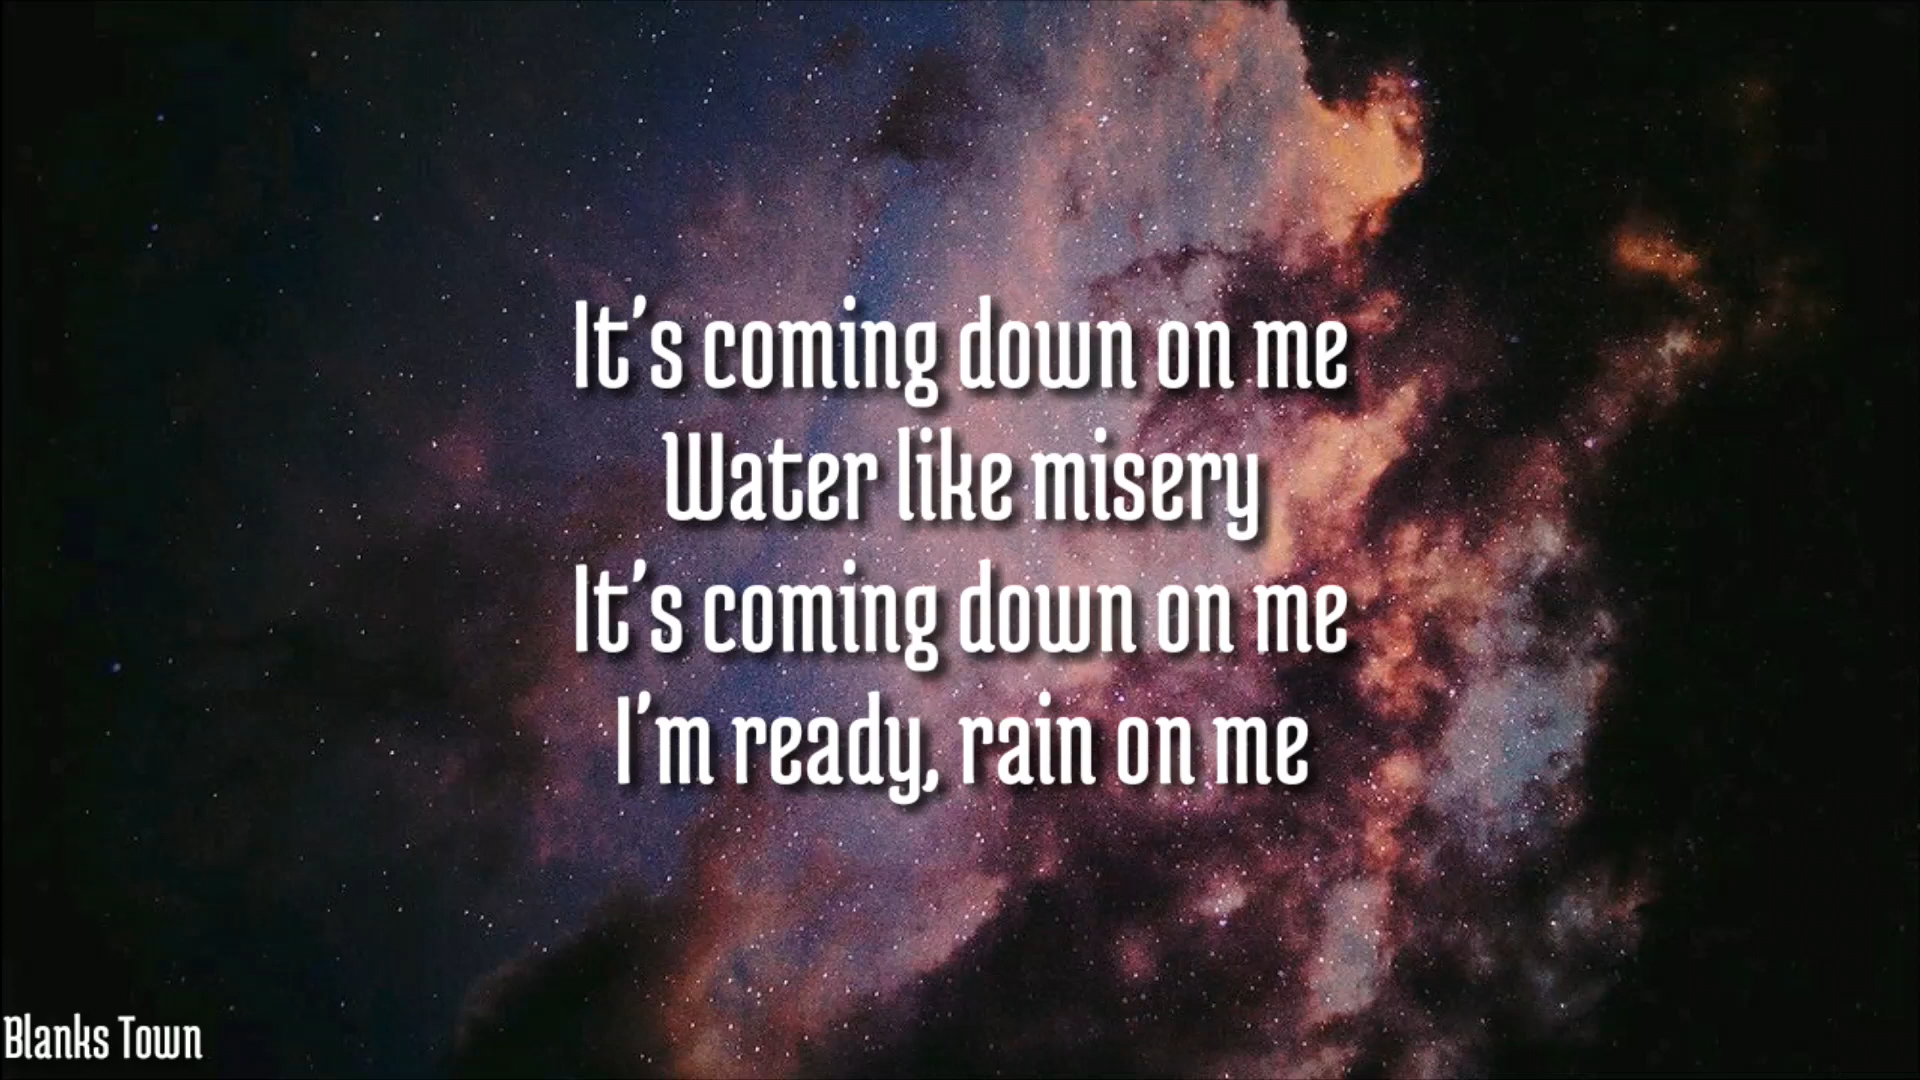 It's coming down on me
Water like misery
It's coming down on me
I'm ready, rain on me
Blanks Town